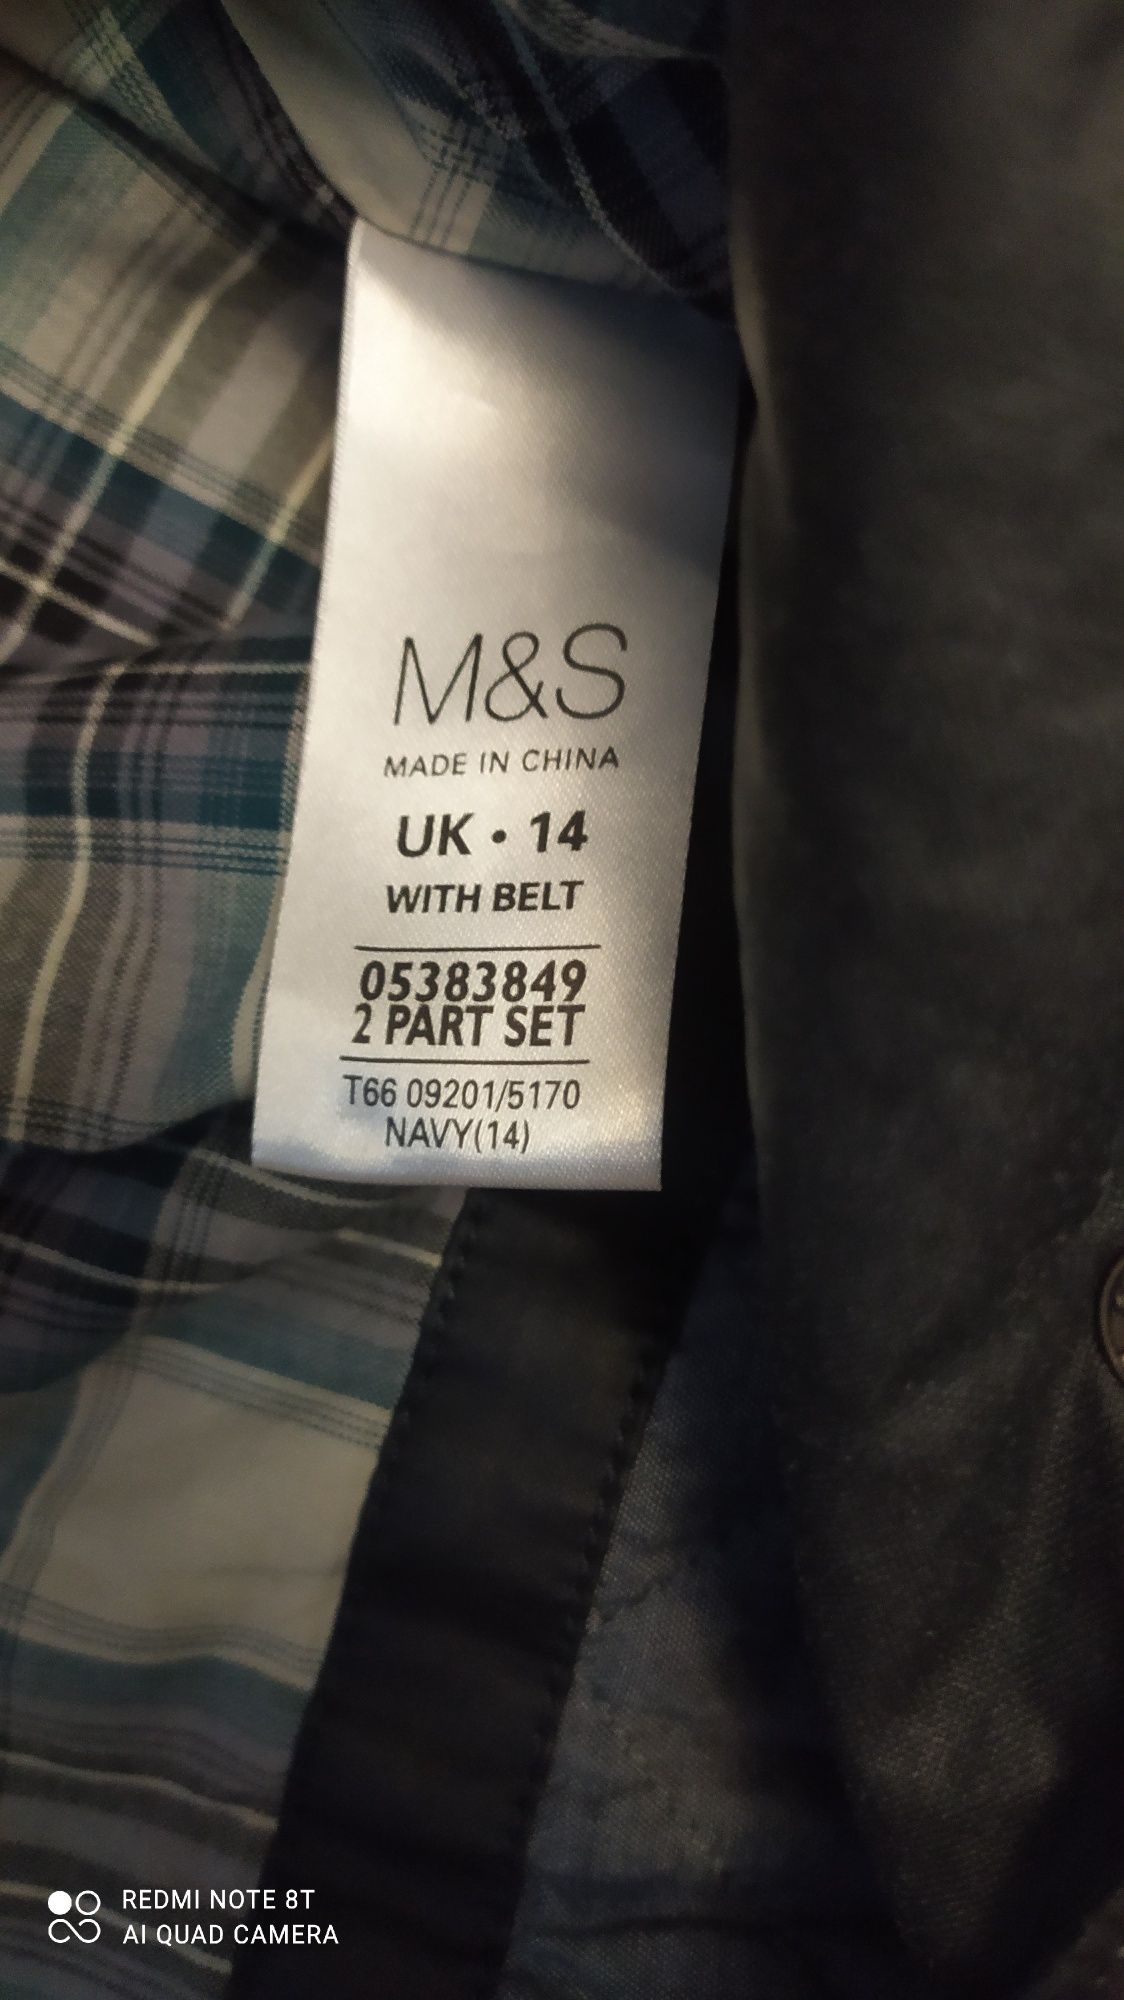 M&S
MADE IN CHINA
UK • 14
WITH BELT
05383849
2 PART SET
T66 09201/5170
NAVY(14)
REDMI NOTE 8T
AI QUAD CAMERA